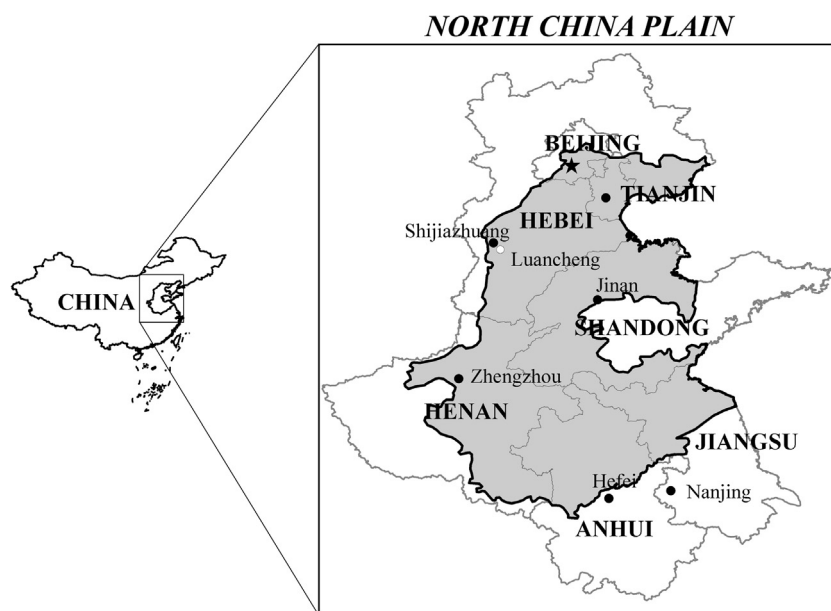 NORTH CHINA PLAIN
BEIJING
TIANJIN
HEBEI
Shijiazhuang
Luancheng
Jinan
CHINA
SHANDONG
Zhengzhou
HENAN
JIANGSU
Hefei
Nanjing
ANHUI